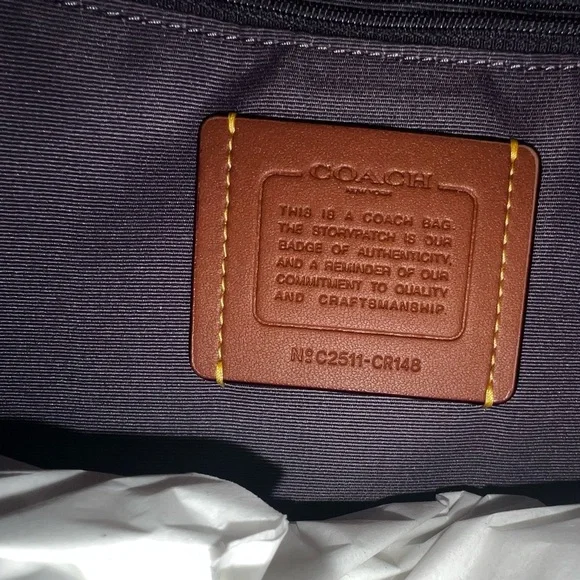 COACH
NEW YORK
THIS IS A COACH BAG.
THE STORYPATCH IS OUR
BADGE OF AUTHENTICITY,
AND A REMINDER OF OUR
COMMITMENT TO QUALITY
AND CRAFTSMANSHIP
Nº C2511-CR148